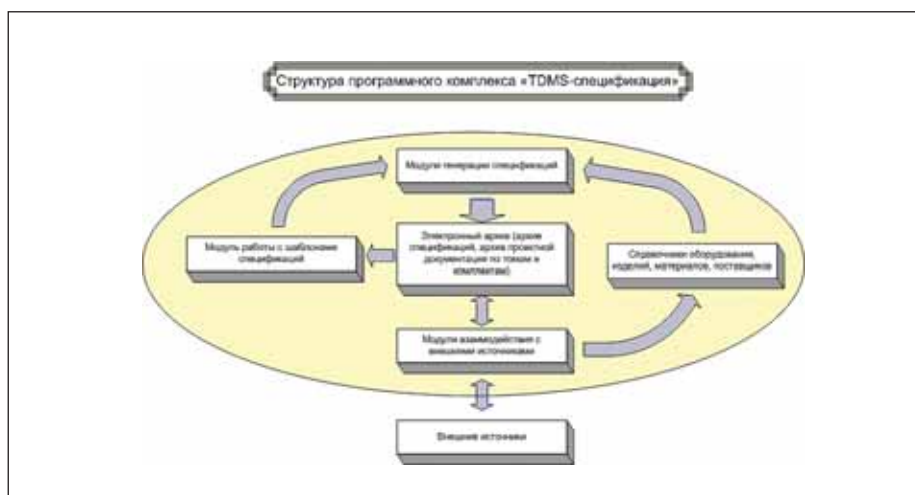 Структура программного комплекса «TDMS-спецификация»
Модули генерации спецификаций
Электронный архив (архив
спецификаций, архив проектной
документации по томам и
комплектам)
Модуль работы с шаблонами
спецификаций
Справочники оборудования,
изделий, материалов, поставщиков
Модули взаимодействия с
внешними источниками
Внешние источники